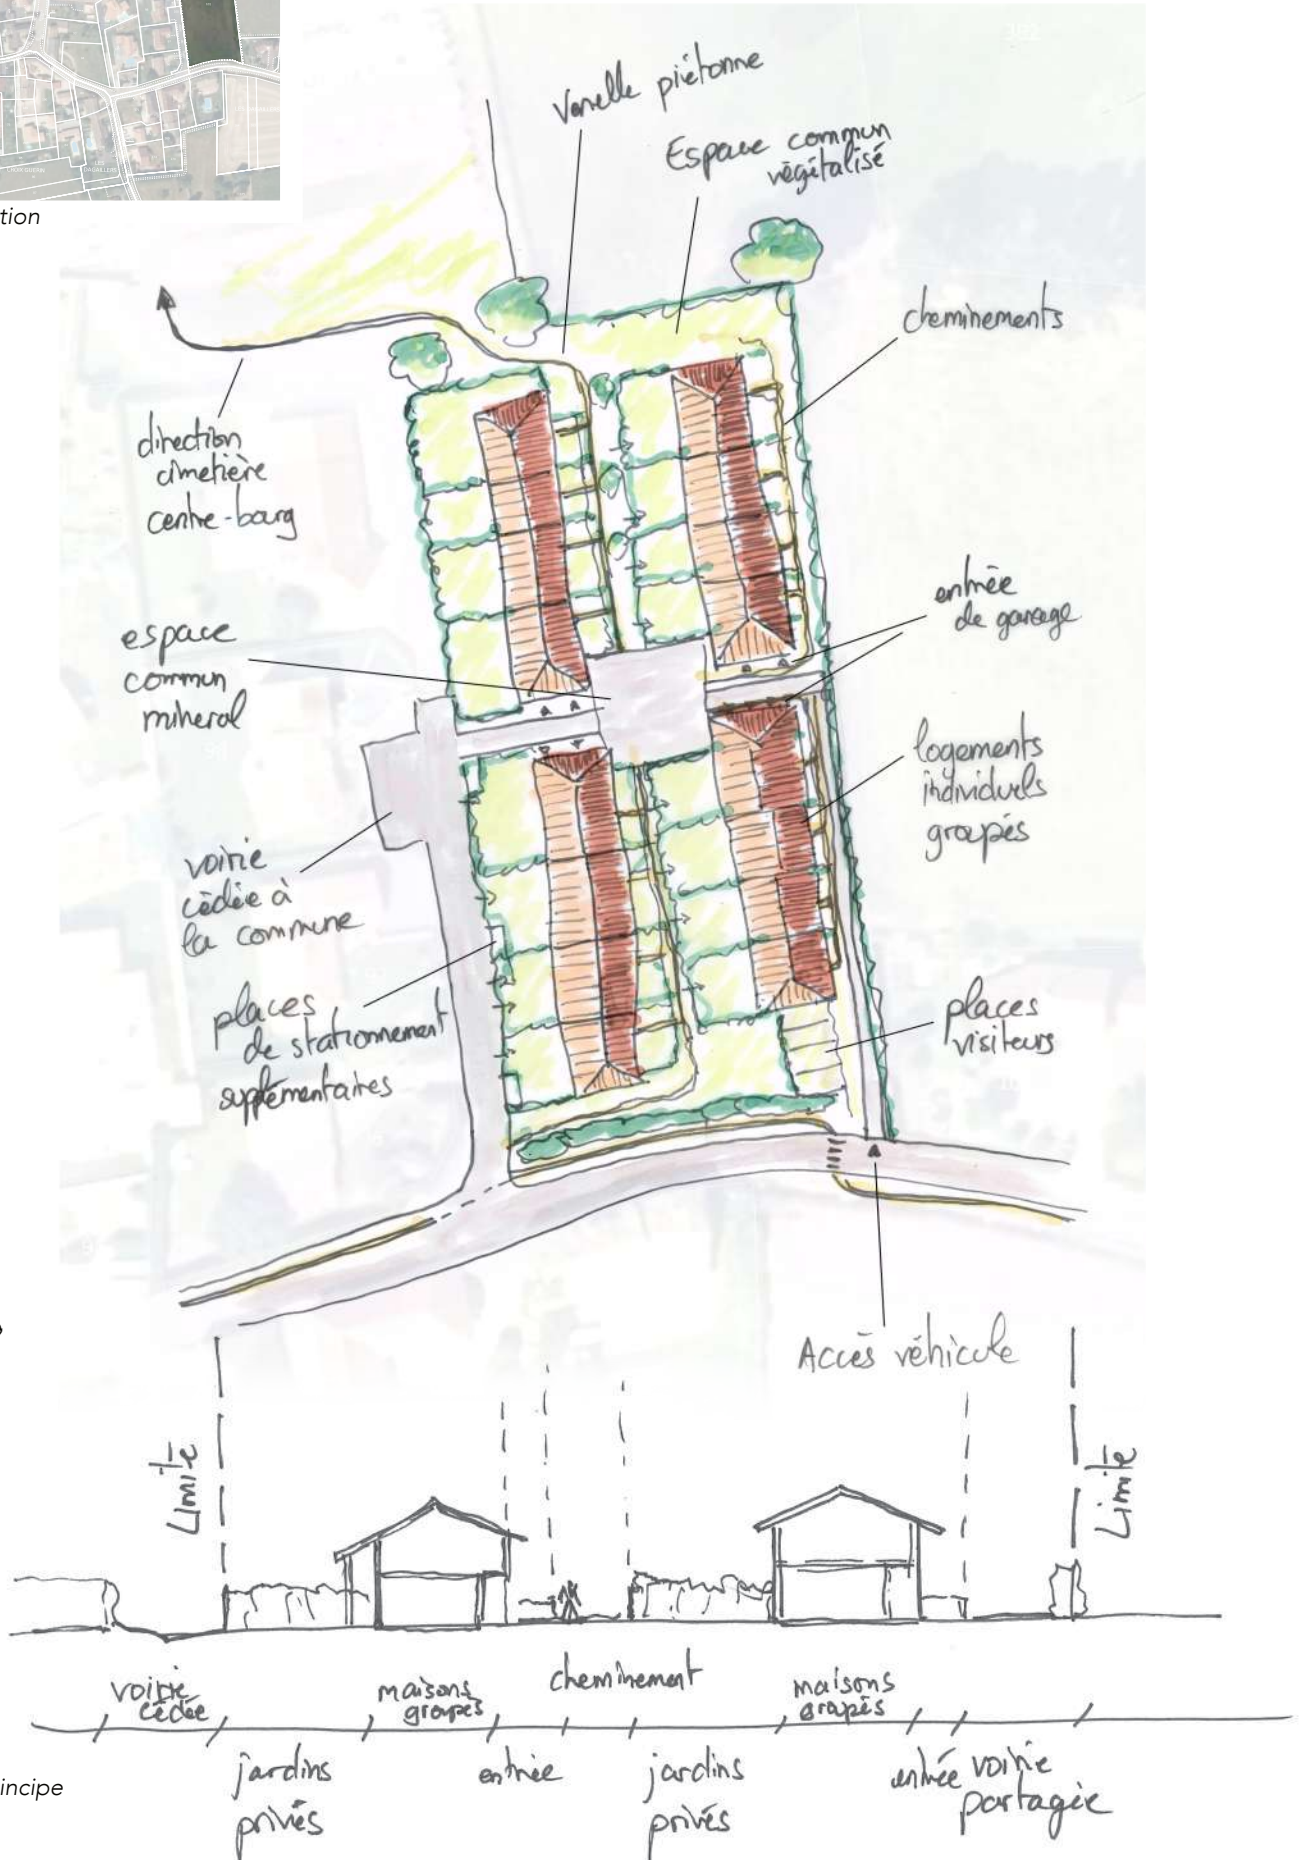 tion
Venelle piétonne
Espace commun
végétalisé
cheminements
direction
cimetière
centre-bourg
entrée
de garage
espace
commun
minéral
logements
individuels
groupés
voirie
cédée à
la commune
places
de stationnement
supplémentaires
places
visiteurs
Accès véhicule
Limite
Limite
voirie
cédée
maisons
groupés
cheminement
maisons
groupés
jardins
privés
entrée
jardins
privés
entrée
voirie
partagée
incipe